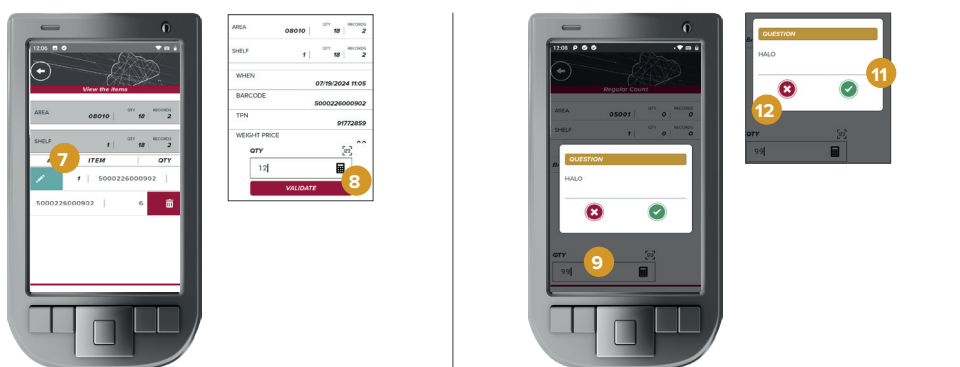 12:06
View the items
AREA 08010 QTY 18 RECORDS 2
SHELF 1 QTY 18 RECORDS 2
7
ITEM QTY
1 5000226000902
5000226000902 6
AREA 08010 QTY 18 RECORDS 2
SHELF 1 QTY 18 RECORDS 2
WHEN
07/19/2024 11:05
BARCODE
5000226000902
TPN
91772859
WEIGHT PRICE
QTY
12
8
VALIDATE
12:08
Regular Count
AREA 05001 QTY 0 RECORDS 0
SHELF 1 QTY 0 RECORDS 0
QUESTION
HALO
QTY
9
99
QUESTION
HALO
11
12
QTY
99